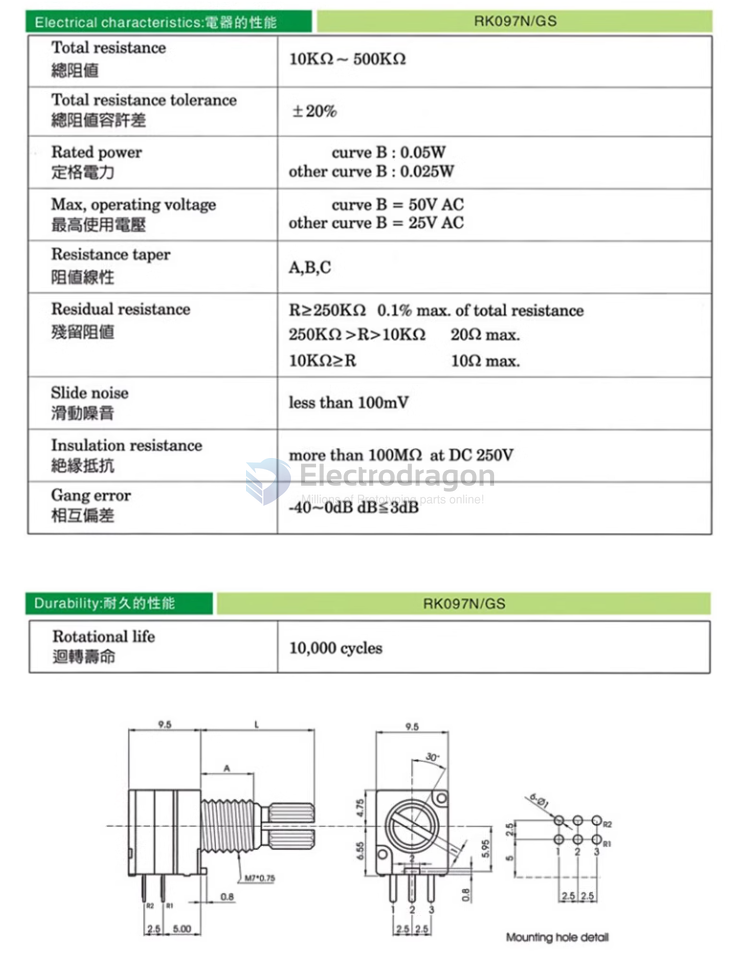 Electrical characteristics:電器的性能
RK097N/GS
Total resistance
總阻值
10KΩ～500KΩ
Total resistance tolerance
總阻值容許差
±20%
Rated power
定格電力
curve B : 0.05W
other curve B : 0.025W
Max, operating voltage
最高使用電壓
curve B = 50V AC
other curve B = 25V AC
Resistance taper
阻值線性
A,B,C
Residual resistance
殘留阻值
R≥250KΩ 0.1% max. of total resistance
250KΩ >R>10KΩ 20Ω max.
10KΩ≥R 10Ω max.
Slide noise
滑動噪音
less than 100mV
Insulation resistance
絶緣抵抗
more than 100MΩ at DC 250V
Electrodragon
Millions of Prototyping parts online!
Gang error
相互偏差
-40~0dB dB≦3dB
Durability:耐久的性能
RK097N/GS
Rotational life
迴轉壽命
10,000 cycles
9.5
L
A
M7*0.75
R2 R1
0.8
2.5 5.00
9.5
30°
4.75
6.55
2
1
5.95
0.8
1 2 3
2.5 2.5
6-Ø1
R2
R1
2.5
5
1 2 3
2.5 2.5
Mounting hole detail